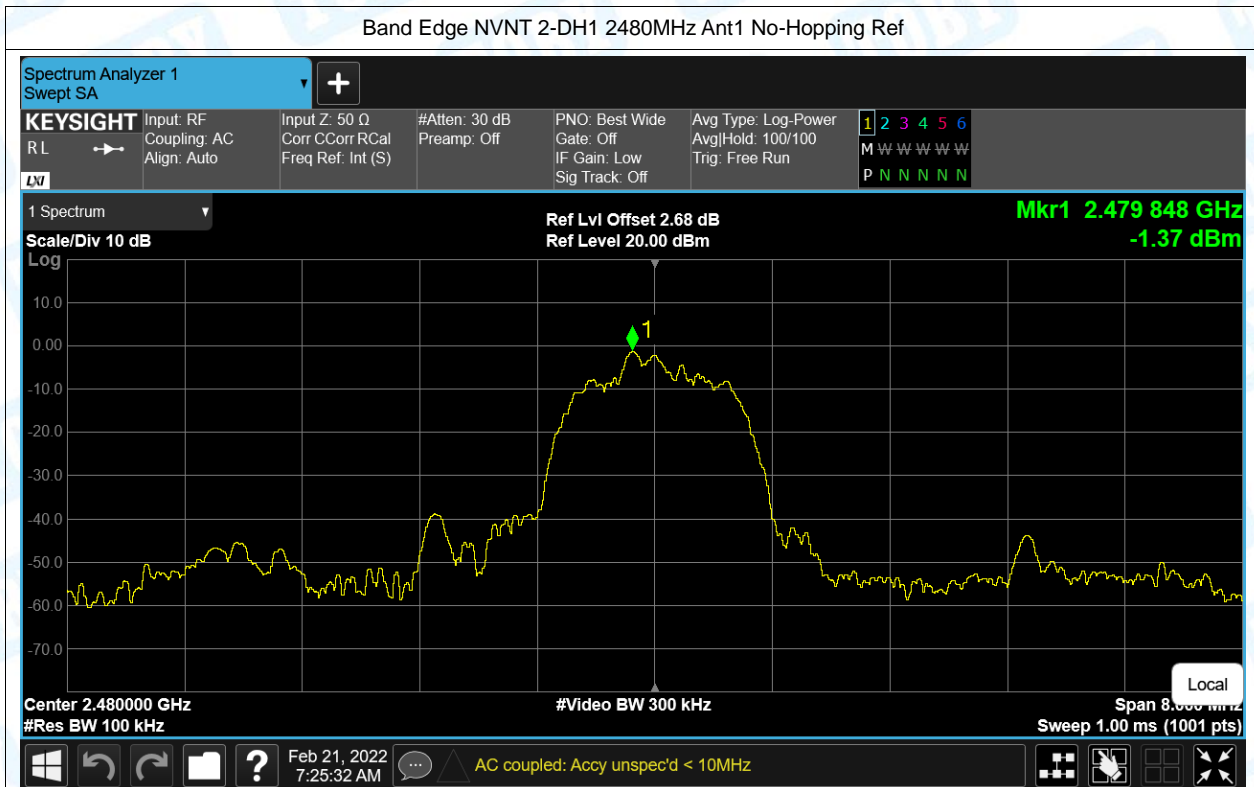 Band Edge NVNT 2-DH1 2480MHz Ant1 No-Hopping Ref
Spectrum Analyzer 1
Swept SA
KEYSIGHT
R L
LXI
Input: RF
Coupling: AC
Align: Auto
Input Z: 50 Ω
Corr CCorr RCal
Freq Ref: Int (S)
#Atten: 30 dB
Preamp: Off
PNO: Best Wide
Gate: Off
IF Gain: Low
Sig Track: Off
Avg Type: Log-Power
Avg|Hold: 100/100
Trig: Free Run
1 2 3 4 5 6
M W W W W W W
P N N N N N N
1 Spectrum
Scale/Div 10 dB
Ref Lvl Offset 2.68 dB
Ref Level 20.00 dBm
Mkr1 2.479 848 GHz
-1.37 dBm
Log
10.0
0.00
-10.0
-20.0
-30.0
-40.0
-50.0
-60.0
-70.0
1
Local
Center 2.480000 GHz
#Res BW 100 kHz
#Video BW 300 kHz
Span
Sweep 1.00 ms (1001 pts)
?
Feb 21, 2022
7:25:32 AM
AC coupled: Accy unspec'd < 10MHz